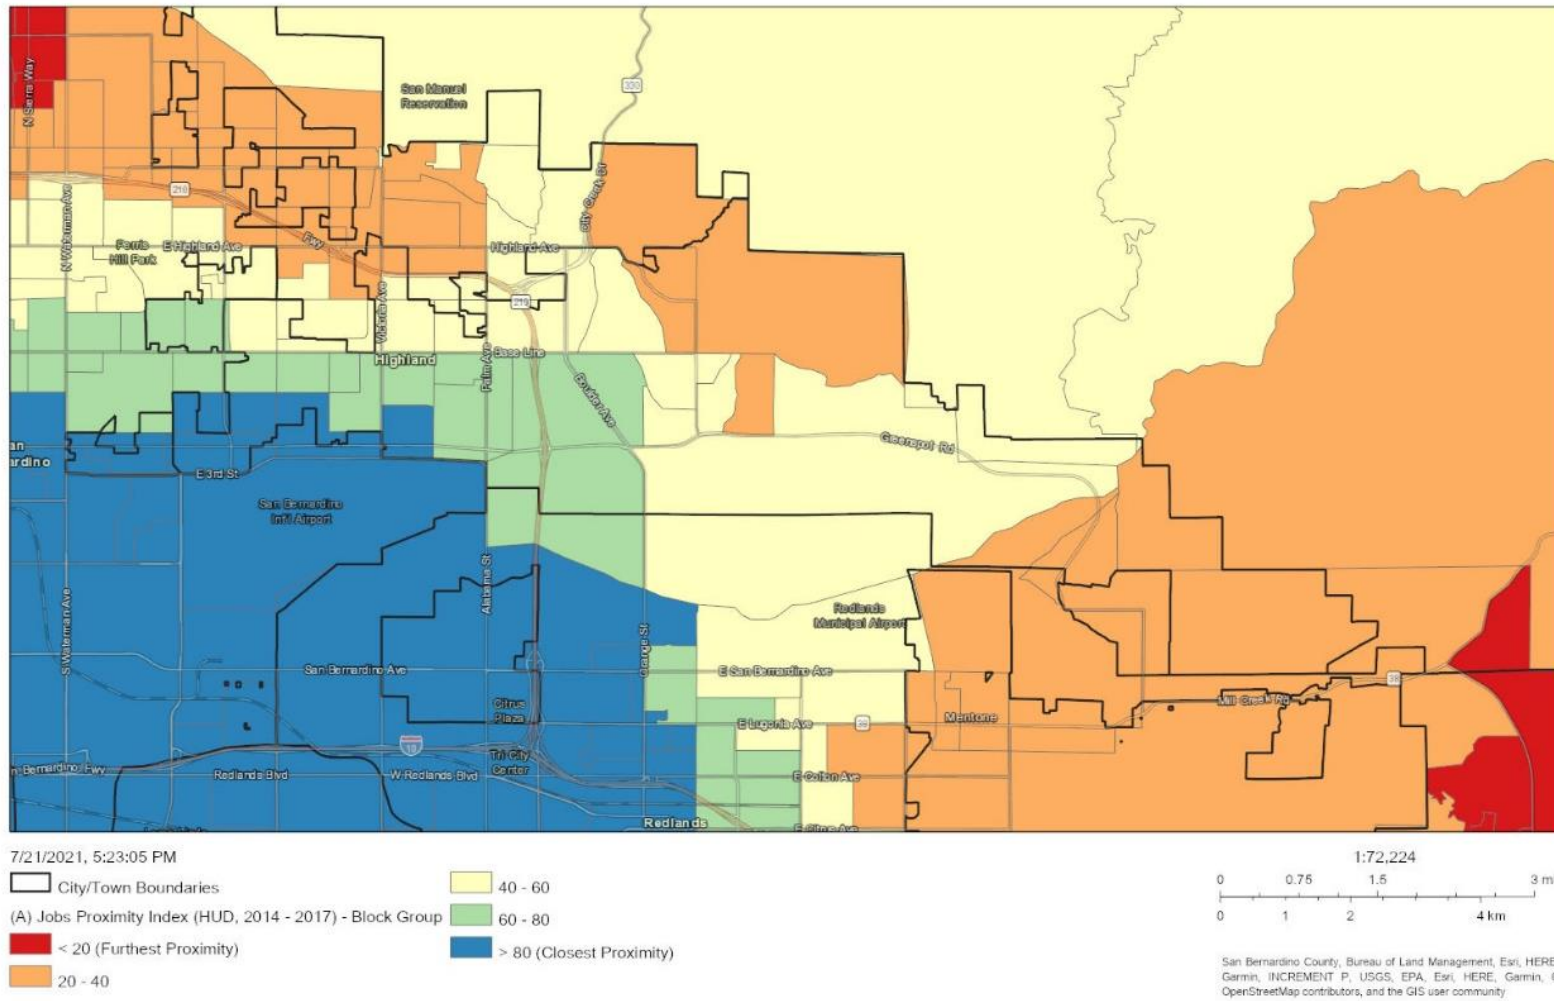 N Sierra Way
San Manuel
Reservation
330
City Creek Dr
210
N Waterman Ave
Perris
Hill Park
E Highland Ave
Fwy
Highland Ave
210
Victoria Ave
Highland
Palm Ave
Base Line
Boulder Ave
Greenspot Rd
an
ardino
E 3rd St
San Bernardino
Int'l Airport
S Waterman Ave
Alabama St
Orange St
Redlands
Municipal Airport
San Bernardino Ave
E San Bernardino Ave
38
Mill Creek Rd
Citrus
Plaza
E Lugonia Ave
38
Mentone
10
Tri City
Center
n Bernardino Fwy
Redlands Blvd
W Redlands Blvd
E Colton Ave
Redlands
E Citrus Ave
7/21/2021, 5:23:05 PM
City/Town Boundaries
(A) Jobs Proximity Index (HUD, 2014 - 2017) - Block Group
< 20 (Furthest Proximity)
20 - 40
40 - 60
60 - 80
> 80 (Closest Proximity)
1:72,224
0 0.75 1.5 3 m
0 1 2 4 km
San Bernardino County, Bureau of Land Management, Esri, HERE
Garmin, INCREMENT P, USGS, EPA, Esri, HERE, Garmin,
OpenStreetMap contributors, and the GIS user community